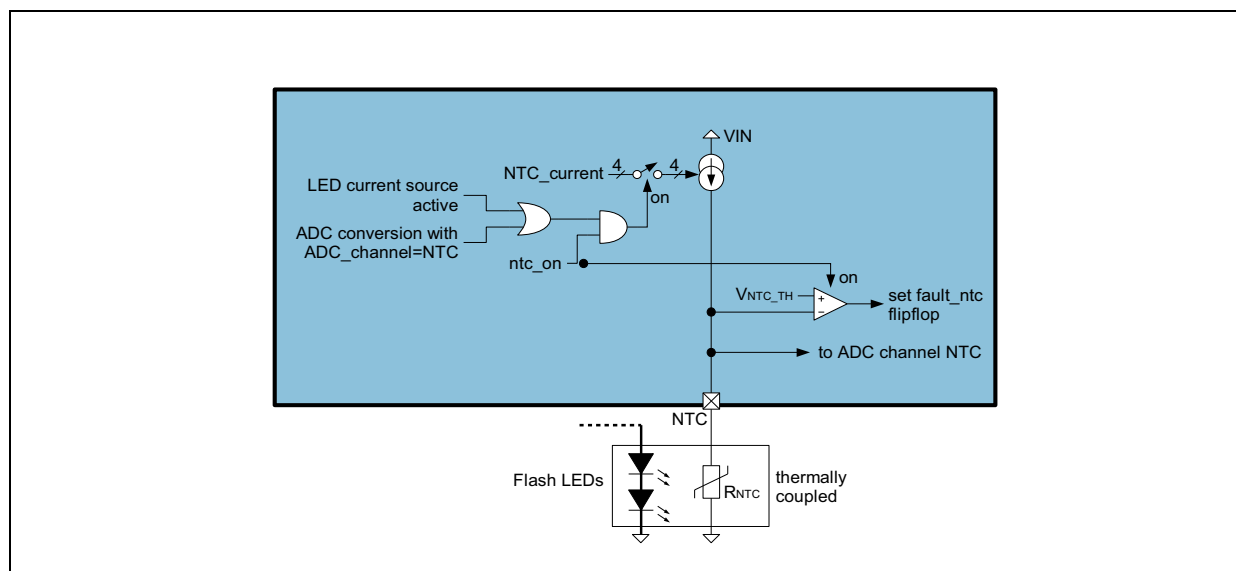 VIN
NTC_current
4
4
LED current source
active
on
ADC conversion with
ADC_channel=NTC
ntc_on
on
VNTC_TH
+
−
set fault_ntc
flipflop
to ADC channel NTC
NTC
Flash LEDs
RNTC
thermally
coupled